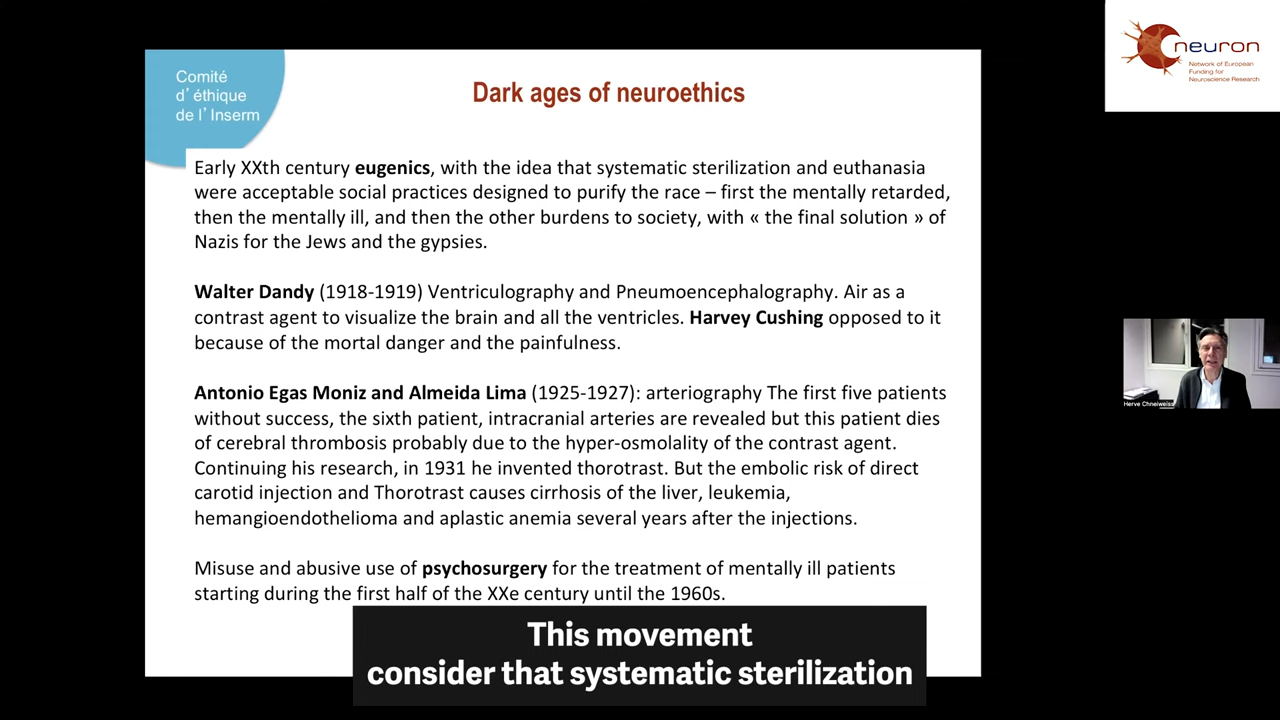 Comité
d'éthique
de l'Inserm
Dark ages of neuroethics
neuron
Network of European
Funding for
Neuroscience Research
Early XXth century eugenics, with the idea that systematic sterilization and euthanasia
were acceptable social practices designed to purify the race – first the mentally retarded,
then the mentally ill, and then the other burdens to society, with « the final solution » of
Nazis for the Jews and the gypsies.
Walter Dandy (1918-1919) Ventriculography and Pneumoencephalography. Air as a
contrast agent to visualize the brain and all the ventricles. Harvey Cushing opposed to it
because of the mortal danger and the painfulness.
Antonio Egas Moniz and Almeida Lima (1925-1927): arteriography The first five patients
without success, the sixth patient, intracranial arteries are revealed but this patient dies
of cerebral thrombosis probably due to the hyper-osmolality of the contrast agent.
Continuing his research, in 1931 he invented thorotrast. But the embolic risk of direct
carotid injection and Thorotrast causes cirrhosis of the liver, leukemia,
hemangioendothelioma and aplastic anemia several years after the injections.
Misuse and abusive use of psychosurgery for the treatment of mentally ill patients
starting during the first half of the XXe century until the 1960s.
Herve Chneiweiss
This movement
consider that systematic sterilization